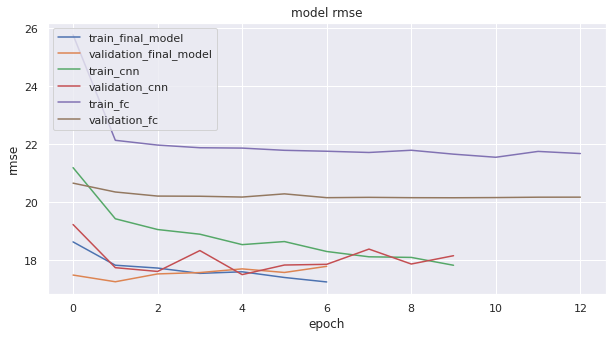 model rmse
26
24
22
20
18
rmse
train_final_model
validation_final_model
train_cnn
validation_cnn
train_fc
validation_fc
0
2
4
6
8
10
12
epoch